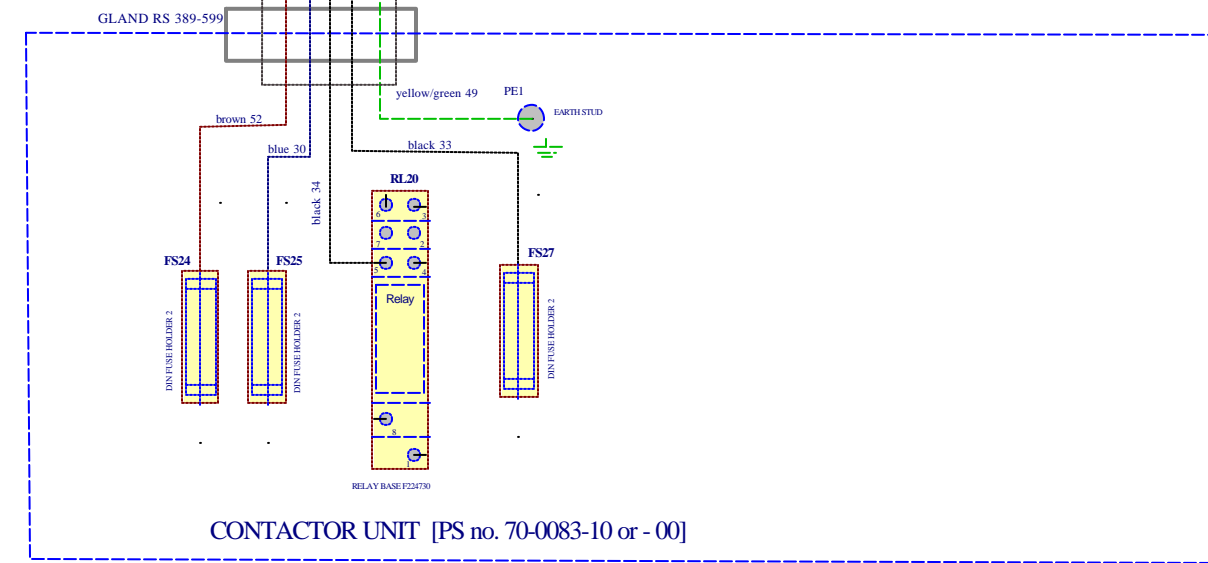 GLAND RS 389-599
yellow/green 49
PE1
EARTH STUD
brown 52
blue 30
black 33
black 34
RL20
6
3
7
2
5
4
Relay
8
1
RELAY BASE F224730
FS24
DIN FUSE HOLDER 2
FS25
DIN FUSE HOLDER 2
FS27
DIN FUSE HOLDER 2
CONTACTOR UNIT [PS no. 70-0083-10 or - 00]